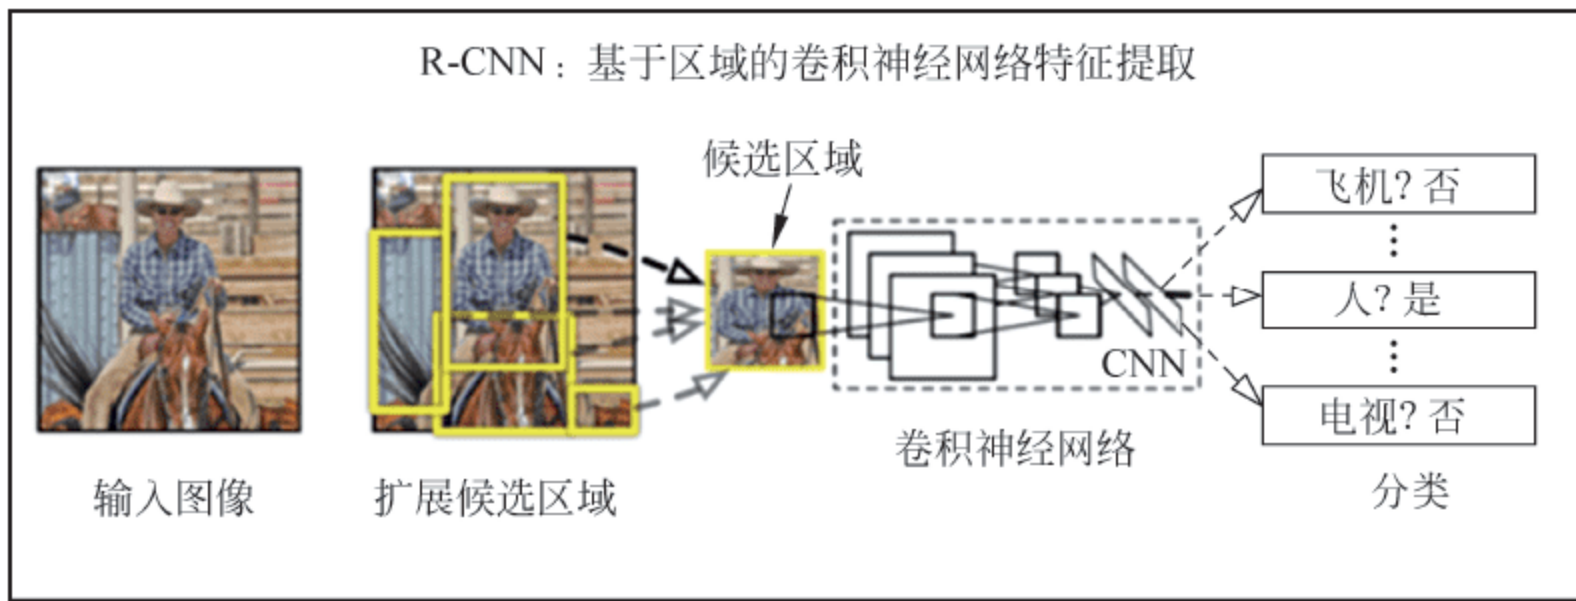 R-CNN：基于区域的卷积神经网络特征提取
候选区域
飞机? 否
⋮
人? 是
⋮
电视? 否
CNN
卷积神经网络
输入图像
扩展候选区域
分类